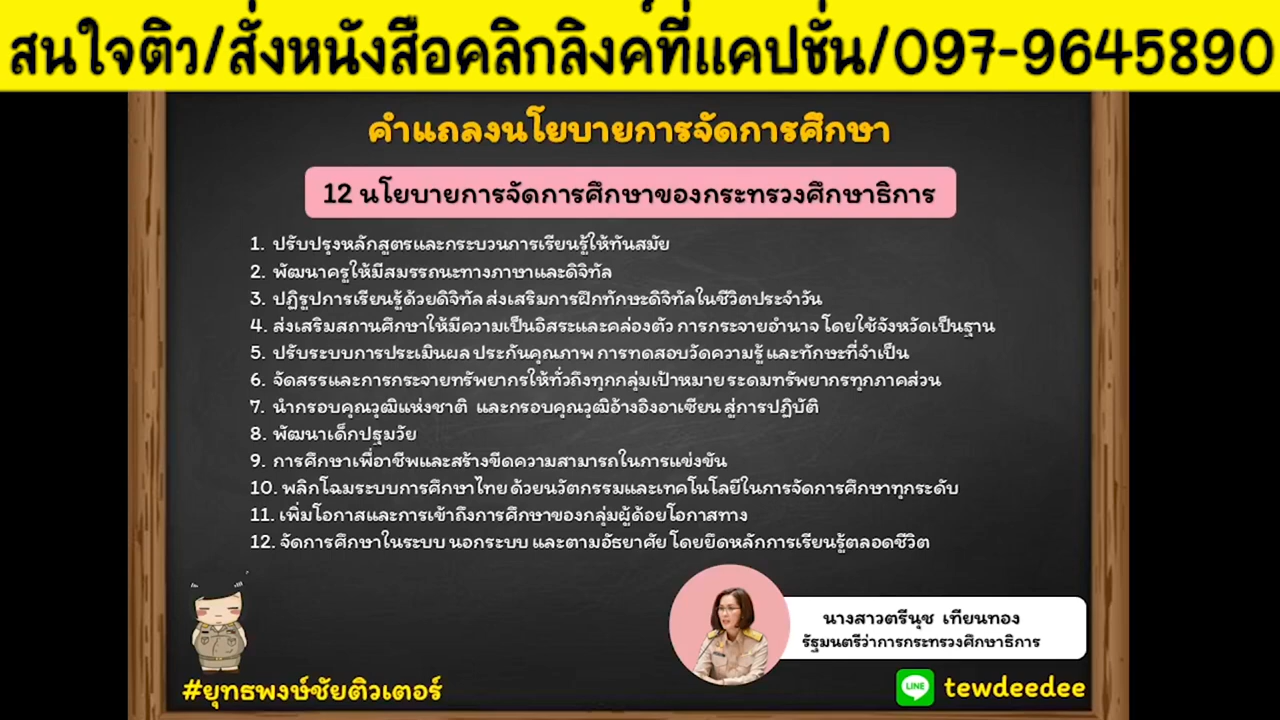 สนใจติว/สั่งหนังสือคลิกลิงค์ที่แคปชั่น/097-9645890
คำแถลงนโยบายการจัดการศึกษา
12 นโยบายการจัดการศึกษาของกระทรวงศึกษาธิการ
1. ปรับปรุงหลักสูตรและกระบวนการเรียนรู้ให้ทันสมัย
2. พัฒนาครูให้มีสมรรถนะทางภาษาและดิจิทัล
3. ปฏิรูปการเรียนรู้ด้วยดิจิทัล ส่งเสริมการฝึกทักษะดิจิทัลในชีวิตประจำวัน
4. ส่งเสริมสถานศึกษาให้มีความเป็นอิสระและคล่องตัว การกระจายอำนาจ โดยใช้จังหวัดเป็นฐาน
5. ปรับระบบการประเมินผล ประกันคุณภาพ การทดสอบวัดความรู้ และทักษะที่จำเป็น
6. จัดสรรและการกระจายทรัพยากรให้ทั่วถึงทุกกลุ่มเป้าหมาย ระดมทรัพยากรทุกภาคส่วน
7. นำกรอบคุณวุฒิแห่งชาติ และกรอบคุณวุฒิอ้างอิงอาเซียน สู่การปฏิบัติ
8. พัฒนาเด็กปฐมวัย
9. การศึกษาเพื่ออาชีพและสร้างขีดความสามารถในการแข่งขัน
10. พลิกโฉมระบบการศึกษาไทย ด้วยนวัตกรรมและเทคโนโลยีในการจัดการศึกษาทุกระดับ
11. เพิ่มโอกาสและการเข้าถึงการศึกษาของกลุ่มผู้ด้อยโอกาสทาง
12. จัดการศึกษาในระบบ นอกระบบ และตามอัธยาศัย โดยยึดหลักการเรียนรู้ตลอดชีวิต
นางสาวตรีนุช เทียนทอง
รัฐมนตรีว่าการกระทรวงศึกษาธิการ
#ยุทธพงษ์ชัยติวเตอร์
LINE tewdeedee